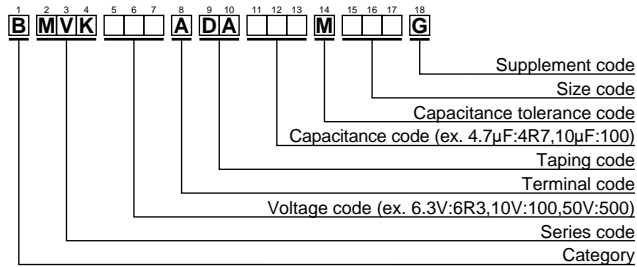 1 2 3 4 5 6 7 8 9 10 11 12 13 14 15 16 17 18
B MVK A DA M G
Supplement code
Size code
Capacitance tolerance code
Capacitance code (ex. 4.7μF:4R7,10μF:100)
Taping code
Terminal code
Voltage code (ex. 6.3V:6R3,10V:100,50V:500)
Series code
Category